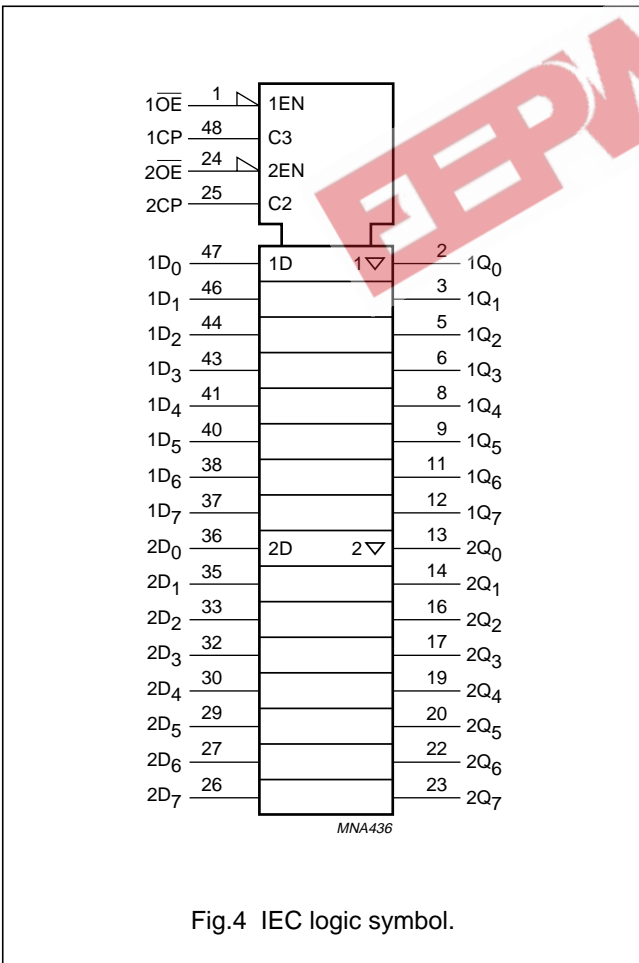 1OE 1 1EN
1CP 48 C3
2OE 24 2EN
2CP 25 C2
1D0 47 1D 1 2 1Q0
1D1 46 3 1Q1
1D2 44 5 1Q2
1D3 43 6 1Q3
1D4 41 8 1Q4
1D5 40 9 1Q5
1D6 38 11 1Q6
1D7 37 12 1Q7
2D0 36 2D 2 13 2Q0
2D1 35 14 2Q1
2D2 33 16 2Q2
2D3 32 17 2Q3
2D4 30 19 2Q4
2D5 29 20 2Q5
2D6 27 22 2Q6
2D7 26 23 2Q7
MNA436
Fig.4 IEC logic symbol.